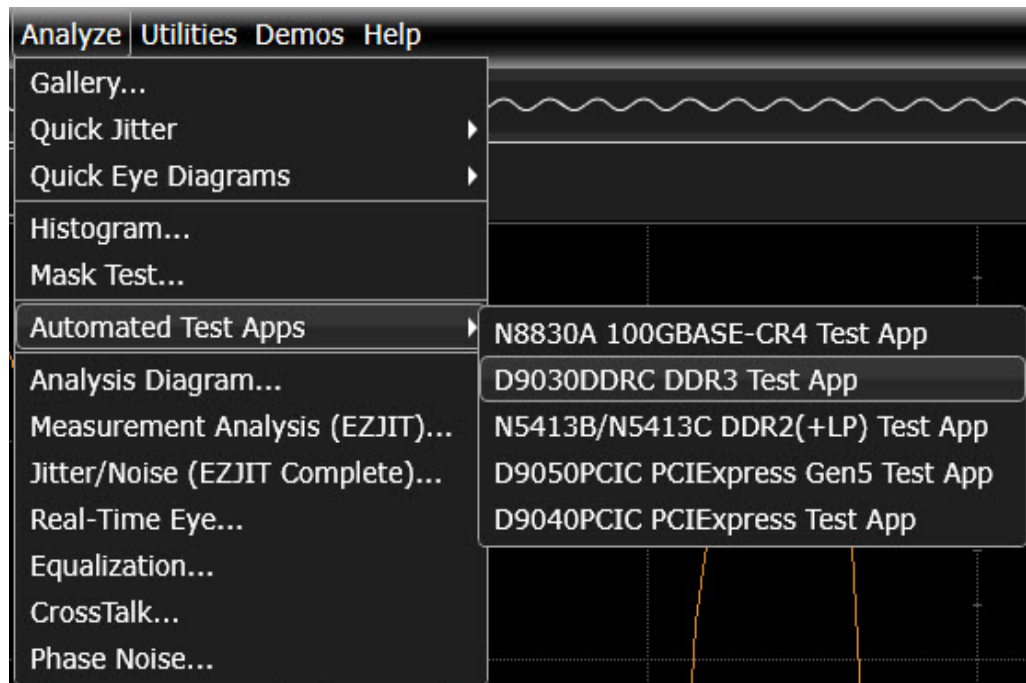 Analyze Utilities Demos Help
Gallery...
Quick Jitter
Quick Eye Diagrams
Histogram...
Mask Test...
Automated Test Apps
N8830A 100GBASE-CR4 Test App
D9030DDRC DDR3 Test App
N5413B/N5413C DDR2(+LP) Test App
D9050PCIC PCIExpress Gen5 Test App
D9040PCIC PCIExpress Test App
Analysis Diagram...
Measurement Analysis (EZJIT)...
Jitter/Noise (EZJIT Complete)...
Real-Time Eye...
Equalization...
CrossTalk...
Phase Noise...